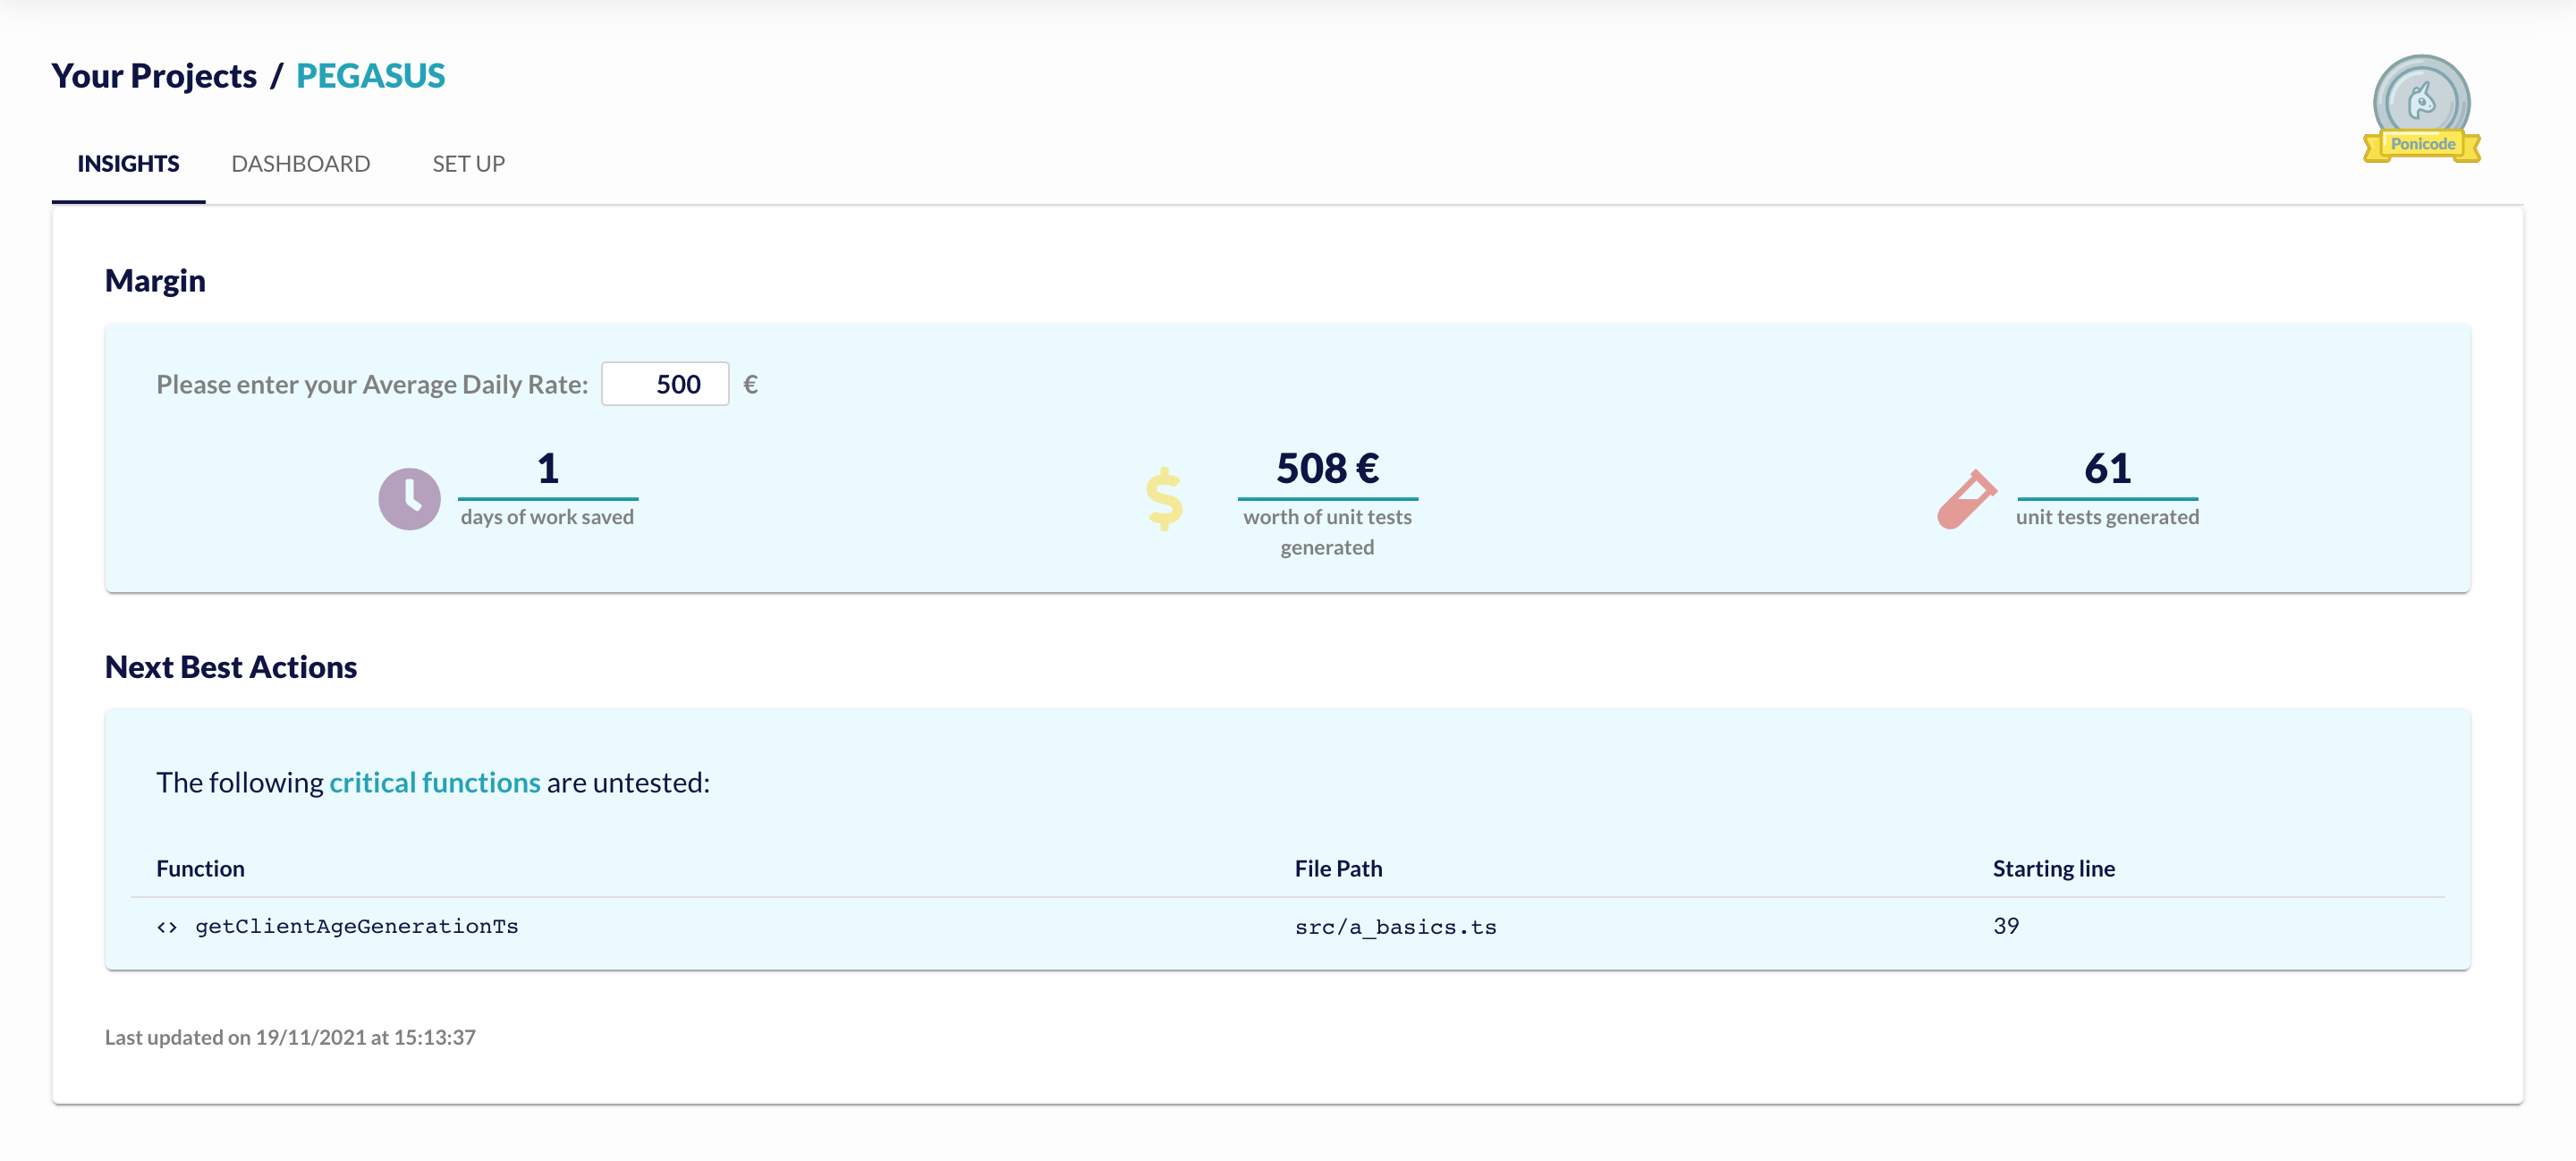 Your Projects / PEGASUS
Ponicode
INSIGHTS DASHBOARD SET UP
Margin
Please enter your Average Daily Rate: 500 €
1
days of work saved
508 €
worth of unit tests
generated
61
unit tests generated
Next Best Actions
The following critical functions are untested:
Function File Path Starting line
<> getClientAgeGenerationTs src/a_basics.ts 39
Last updated on 19/11/2021 at 15:13:37